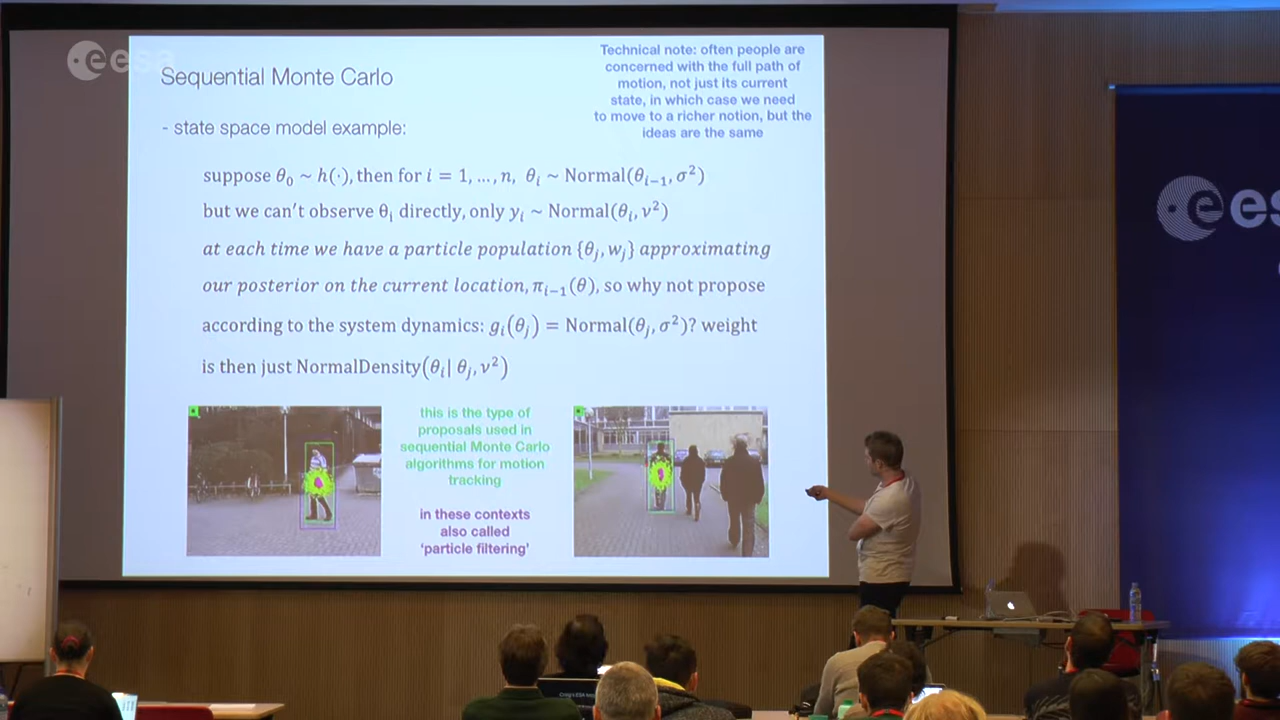 esa
Sequential Monte Carlo
Technical note: often people are
concerned with the full path of
motion, not just its current
state, in which case we need
to move to a richer notion, but the
ideas are the same
- state space model example:
suppose θ₀ ~ h(·), then for i = 1, …, n, θᵢ ~ Normal(θᵢ₋₁, σ²)
but we can't observe θᵢ directly, only yᵢ ~ Normal(θᵢ, ν²)
at each time we have a particle population {θⱼ, wⱼ} approximating
our posterior on the current location, πᵢ₋₁(θ), so why not propose
according to the system dynamics: gᵢ(θⱼ) = Normal(θⱼ, σ²)? weight
is then just NormalDensity(θᵢ| θⱼ, ν²)
this is the type of
proposals used in
sequential Monte Carlo
algorithms for motion
tracking
in these contexts
also called
'particle filtering'
es